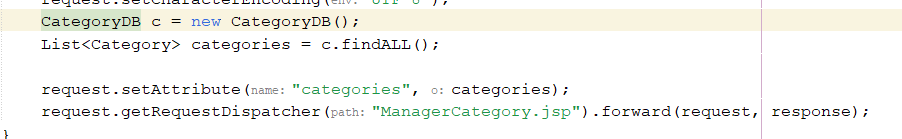 request.setCharacterEncoding(env: "UTF-8");
CategoryDB c = new CategoryDB();
List<Category> categories = c.findALL();
request.setAttribute(name: "categories", o: categories);
request.getRequestDispatcher(path: "ManagerCategory.jsp").forward(request, response);
}